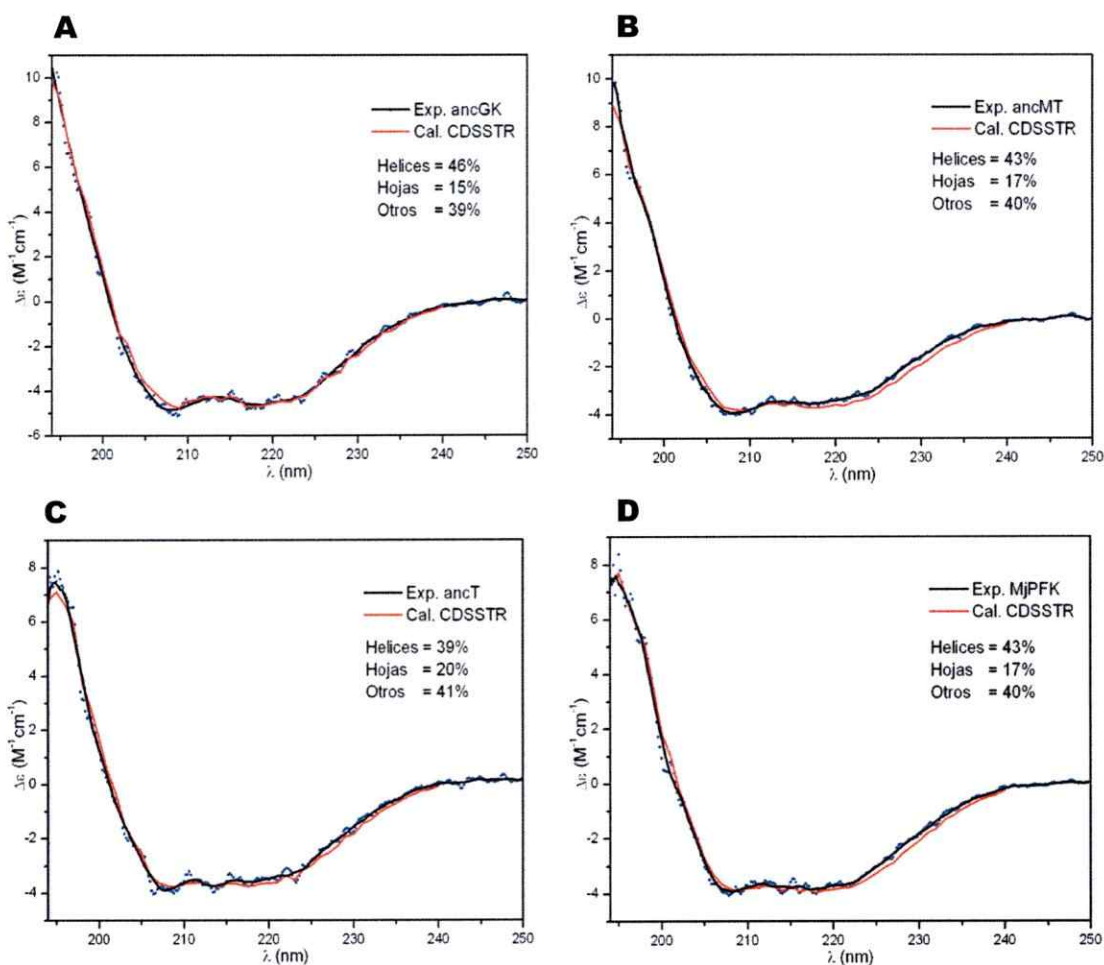 A
10
8
6
4
2
0
-2
-4
-6
Δε (M⁻¹cm⁻¹)
Exp. ancGK
Cal. CDSSTR
Helices = 46%
Hojas = 15%
Otros = 39%
200 210 220 230 240 250
λ (nm)
B
10
8
6
4
2
0
-2
-4
Δε (M⁻¹cm⁻¹)
Exp. ancMT
Cal. CDSSTR
Helices = 43%
Hojas = 17%
Otros = 40%
200 210 220 230 240 250
λ (nm)
C
8
6
4
2
0
-2
-4
Δε (M⁻¹cm⁻¹)
Exp. ancT
Cal. CDSSTR
Helices = 39%
Hojas = 20%
Otros = 41%
200 210 220 230 240 250
λ (nm)
D
8
6
4
2
0
-2
-4
Δε (M⁻¹cm⁻¹)
Exp. MjPFK
Cal. CDSSTR
Helices = 43%
Hojas = 17%
Otros = 40%
200 210 220 230 240 250
λ (nm)